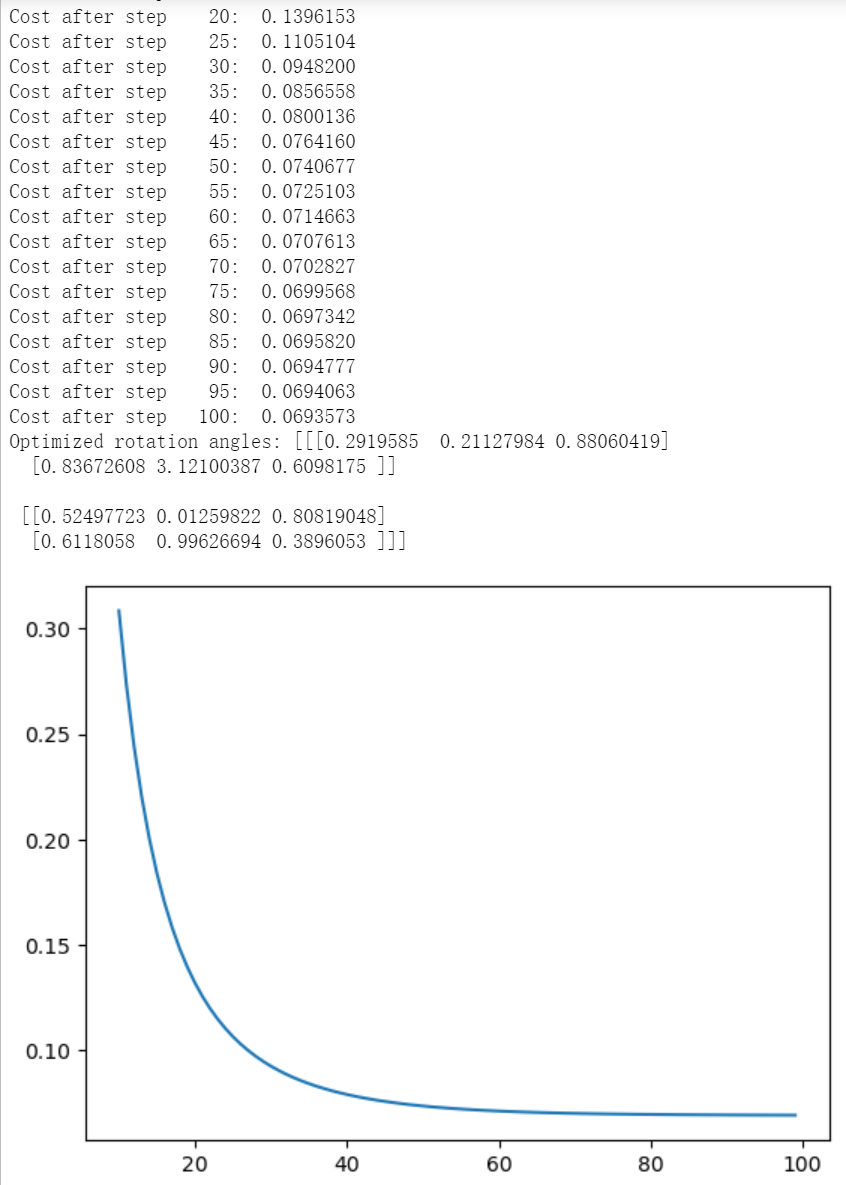 Cost after step    20:  0.1396153
Cost after step    25:  0.1105104
Cost after step    30:  0.0948200
Cost after step    35:  0.0856558
Cost after step    40:  0.0800136
Cost after step    45:  0.0764160
Cost after step    50:  0.0740677
Cost after step    55:  0.0725103
Cost after step    60:  0.0714663
Cost after step    65:  0.0707613
Cost after step    70:  0.0702827
Cost after step    75:  0.0699568
Cost after step    80:  0.0697342
Cost after step    85:  0.0695820
Cost after step    90:  0.0694777
Cost after step    95:  0.0694063
Cost after step   100:  0.0693573
Optimized rotation angles: [[[0.2919585  0.21127984 0.88060419]
  [0.83672608 3.12100387 0.6098175 ]]
 [[0.52497723 0.01259822 0.80819048]
  [0.6118058  0.99626694 0.3896053 ]]]
0.30
0.25
0.20
0.15
0.10
20 40 60 80 100